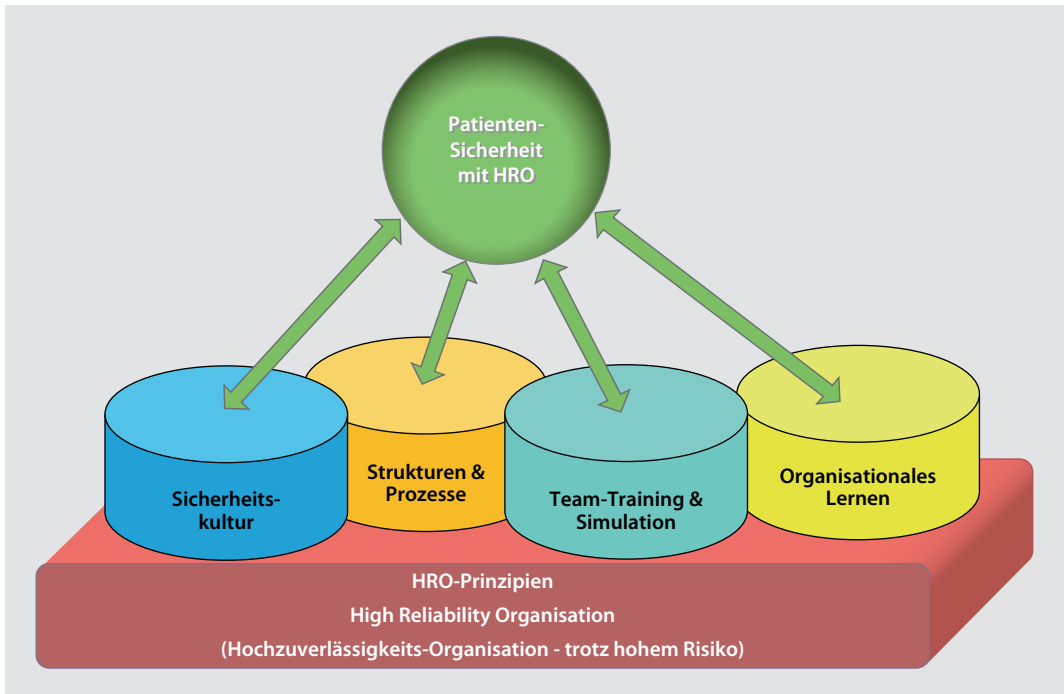 Patienten-
Sicherheit
mit HRO
Sicherheits-
kultur
Strukturen &
Prozesse
Team-Training &
Simulation
Organisationales
Lernen
HRO-Prinzipien
High Reliability Organisation
(Hochzuverlässigkeits-Organisation - trotz hohem Risiko)